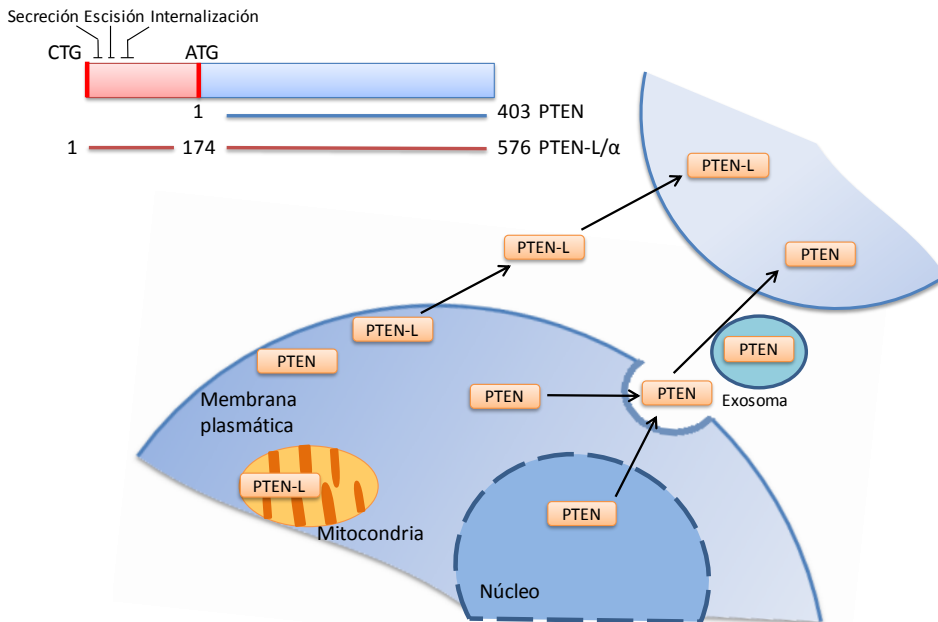 Secreción Escisión Internalización
CTG ATG
1 403 PTEN
1 174 576 PTEN-L/α
PTEN-L
PTEN-L
PTEN
PTEN-L
PTEN
PTEN
PTEN
PTEN
Exosoma
Membrana
plasmática
PTEN-L
Mitocondria
PTEN
Núcleo